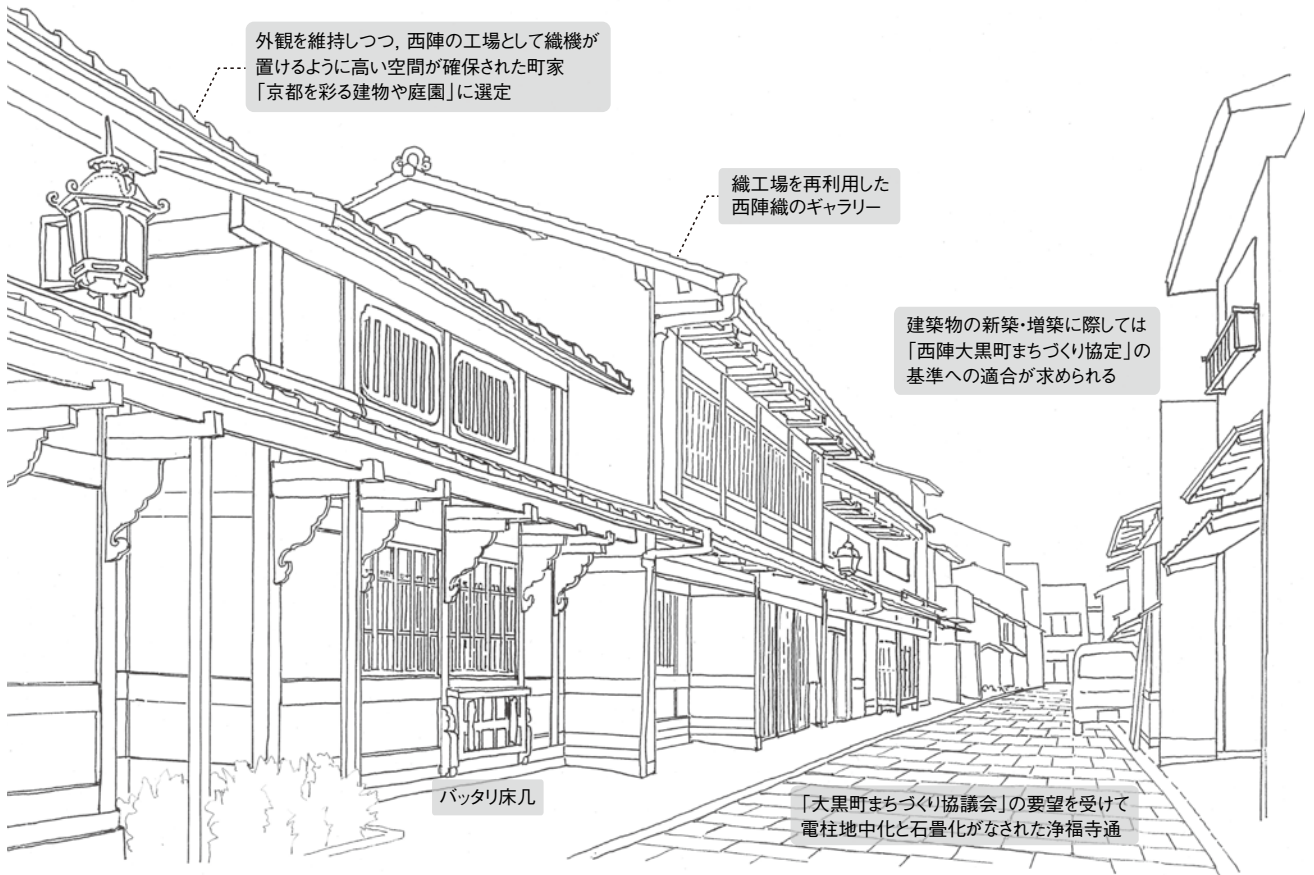 外観を維持しつつ, 西陣の工場として織機が
置けるように高い空間が確保された町家
「京都を彩る建物や庭園」に選定
織工場を再利用した
西陣織のギャラリー
建築物の新築・増築に際しては
「西陣大黒町まちづくり協定」の
基準への適合が求められる
バッタリ床几
「大黒町まちづくり協議会」の要望を受けて
電柱地中化と石畳化がなされた浄福寺通